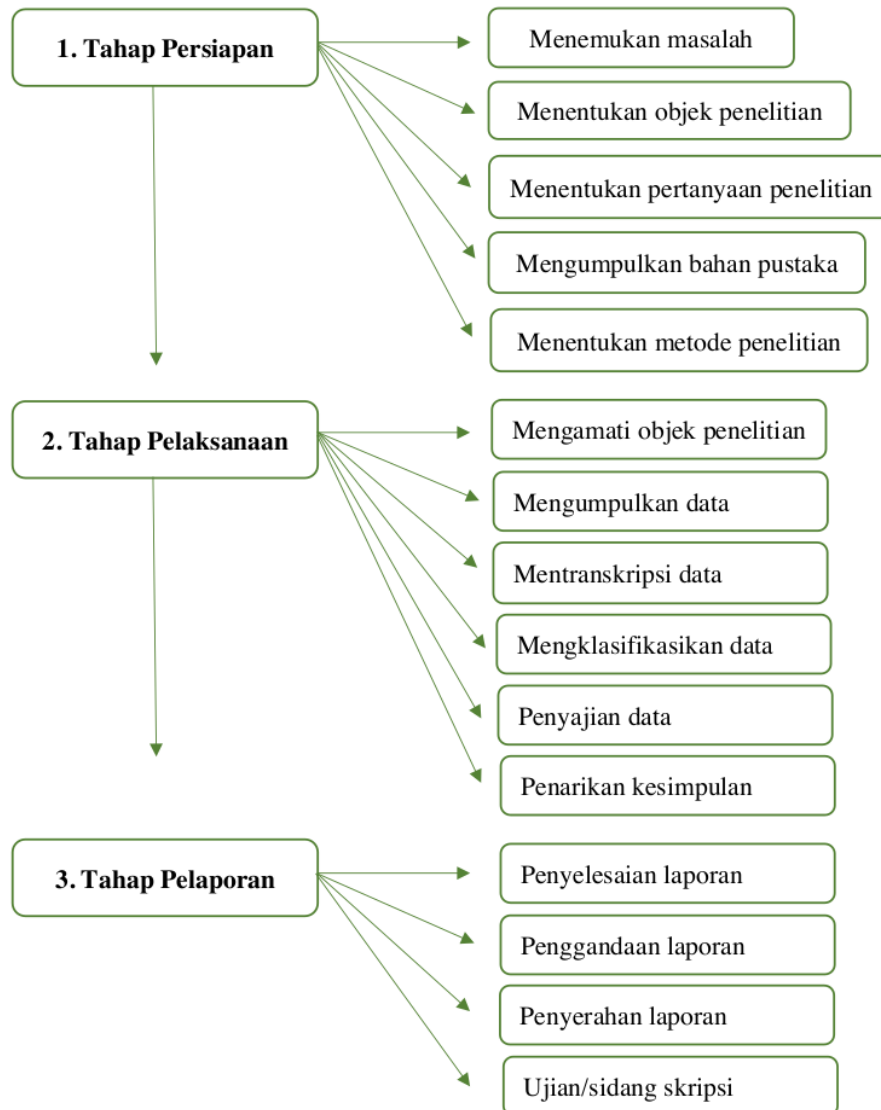 1. Tahap Persiapan
Menemukan masalah
Menentukan objek penelitian
Menentukan pertanyaan penelitian
Mengumpulkan bahan pustaka
Menentukan metode penelitian
2. Tahap Pelaksanaan
Mengamati objek penelitian
Mengumpulkan data
Mentranskripsi data
Mengklasifikasikan data
Penyajian data
Penarikan kesimpulan
3. Tahap Pelaporan
Penyelesaian laporan
Penggandaan laporan
Penyerahan laporan
Ujian/sidang skripsi